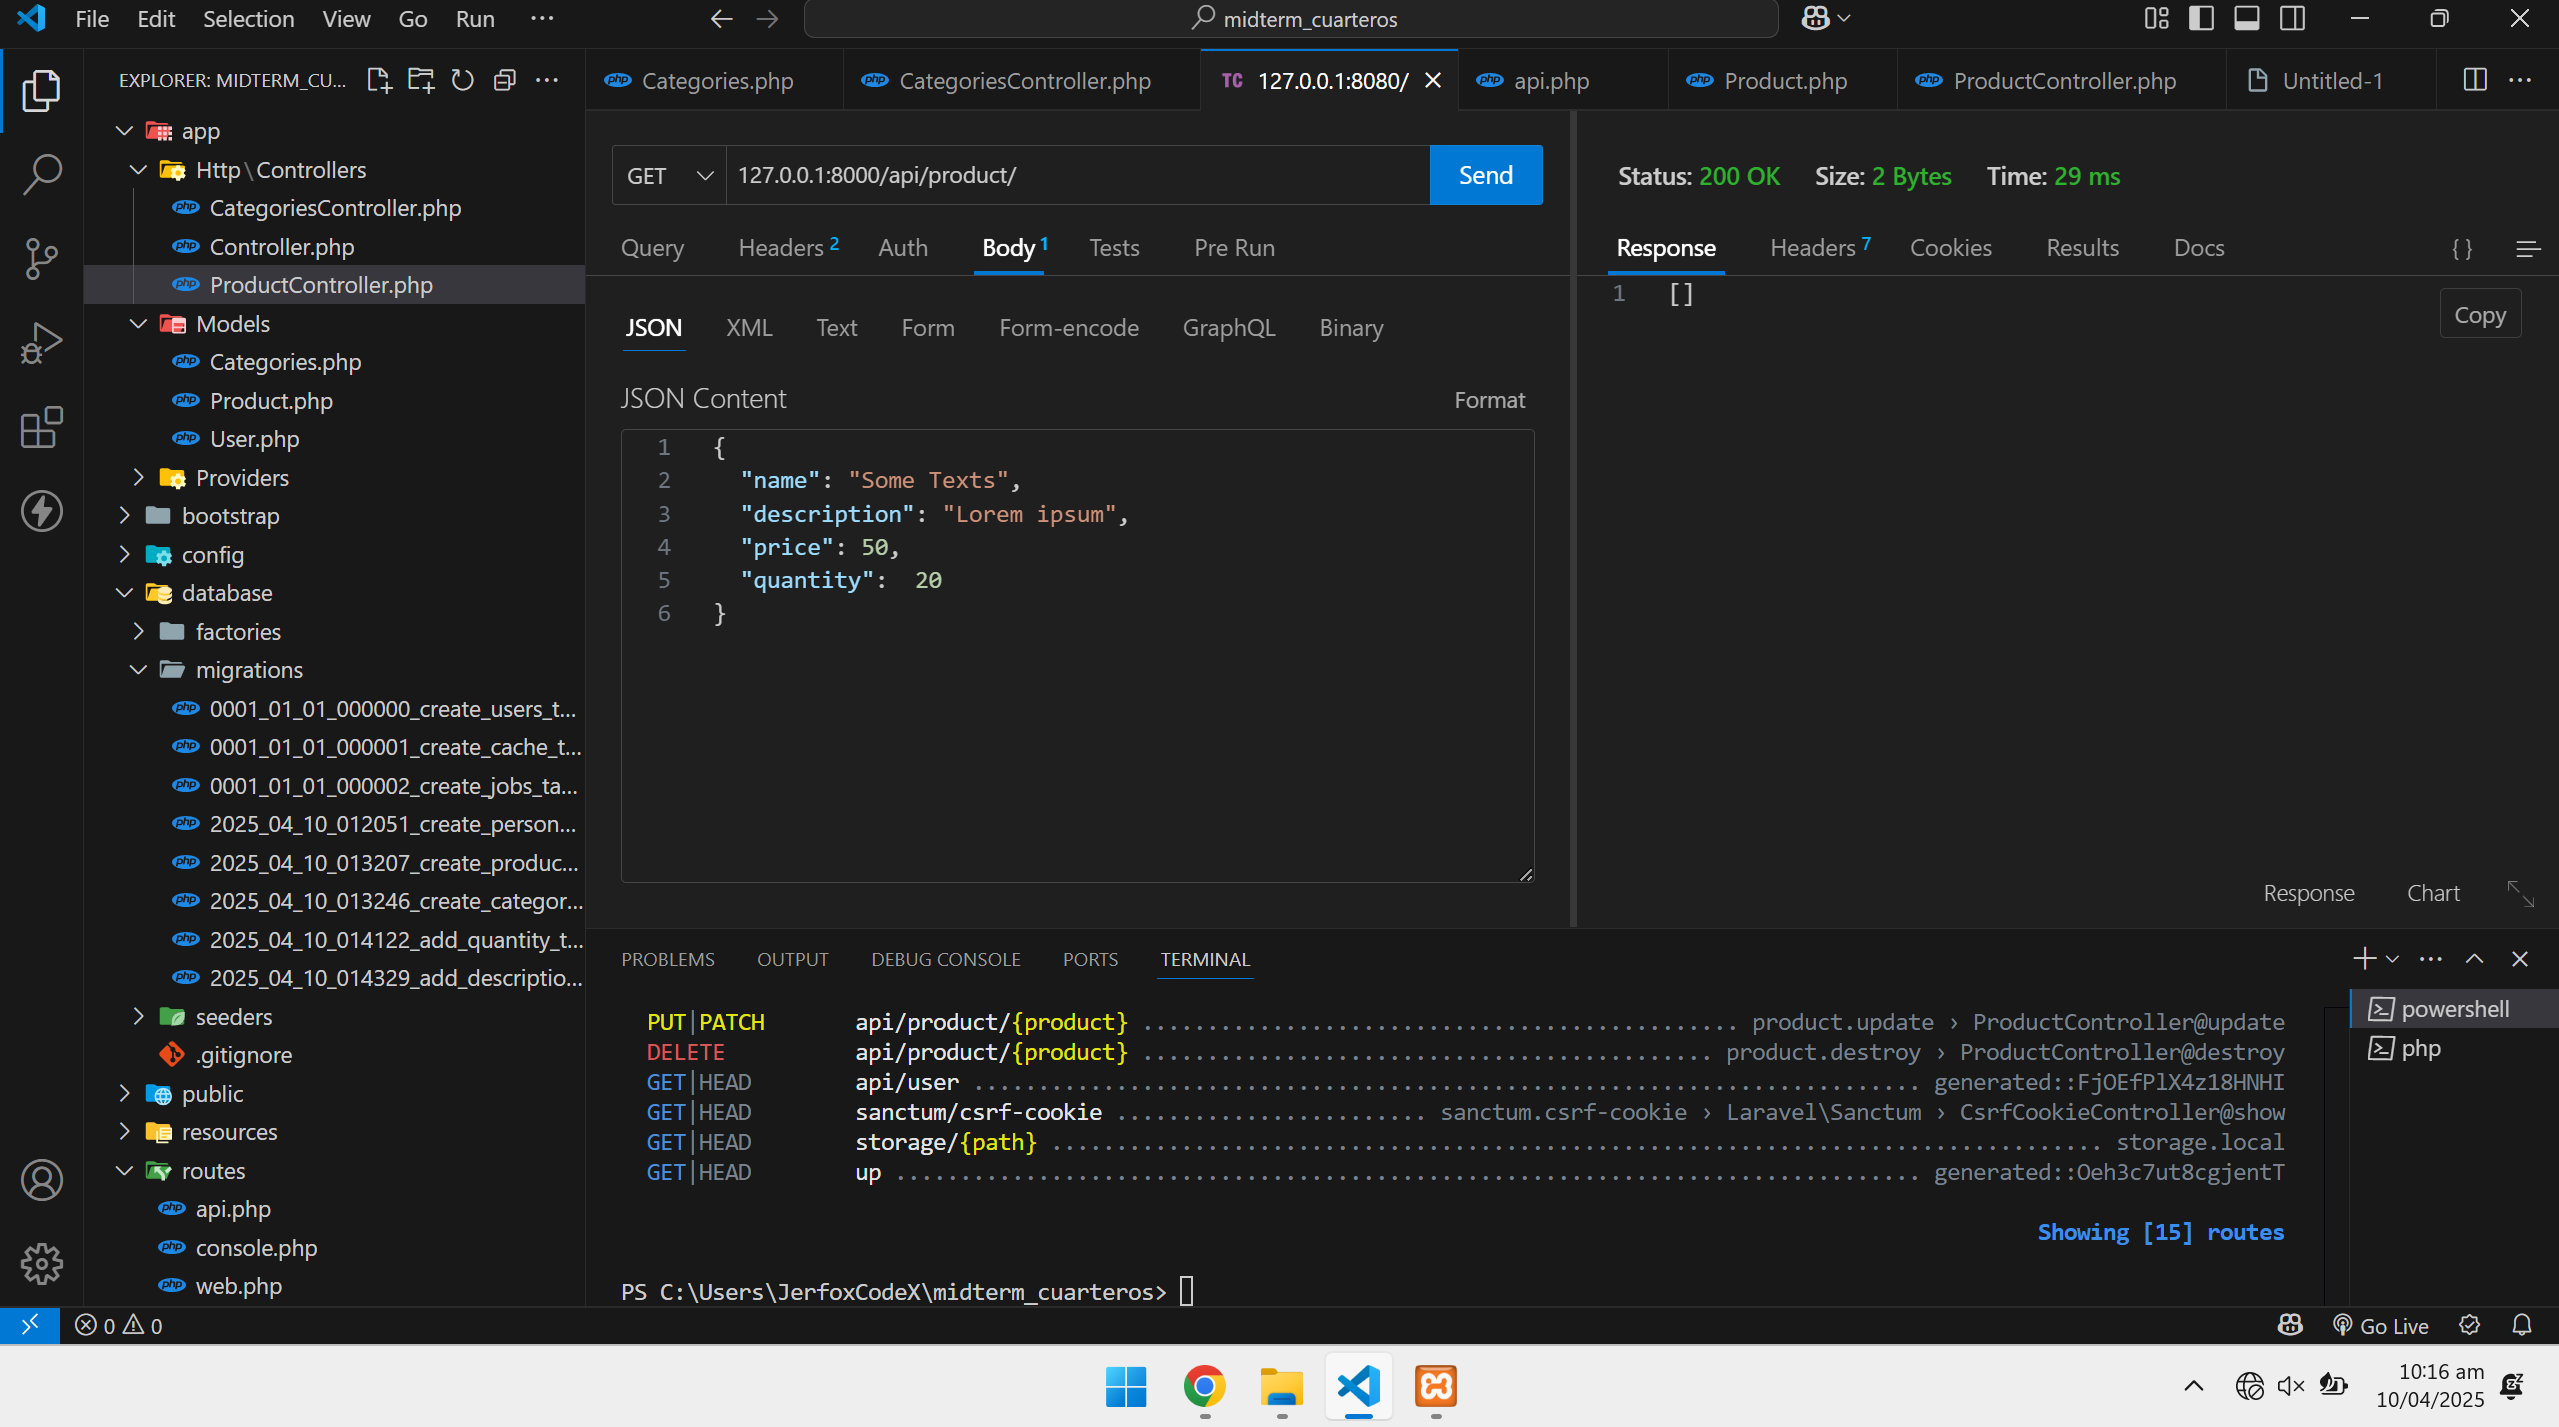 File Edit Selection View Go Run ···
midterm_cuarteros
EXPLORER: MIDTERM_CU...
Categories.php
CategoriesController.php
TC 127.0.0.1:8080/
api.php
Product.php
ProductController.php
Untitled-1
app
Http\Controllers
CategoriesController.php
Controller.php
ProductController.php
Models
Categories.php
Product.php
User.php
Providers
bootstrap
config
database
factories
migrations
0001_01_01_000000_create_users_t...
0001_01_01_000001_create_cache_t...
0001_01_01_000002_create_jobs_ta...
2025_04_10_012051_create_person...
2025_04_10_013207_create_produc...
2025_04_10_013246_create_categor...
2025_04_10_014122_add_quantity_t...
2025_04_10_014329_add_descriptio...
seeders
.gitignore
public
resources
routes
api.php
console.php
web.php
GET 127.0.0.1:8000/api/product/ Send
Query Headers 2 Auth Body 1 Tests Pre Run
JSON XML Text Form Form-encode GraphQL Binary
JSON Content Format
1 {
2 "name": "Some Texts",
3 "description": "Lorem ipsum",
4 "price": 50,
5 "quantity":  20
6 }
Status: 200 OK Size: 2 Bytes Time: 29 ms
Response Headers 7 Cookies Results Docs {}
1 []
Copy
Response Chart
PROBLEMS OUTPUT DEBUG CONSOLE PORTS TERMINAL
PUT|PATCH api/product/{product} .............................................. product.update › ProductController@update
DELETE api/product/{product} ............................................ product.destroy › ProductController@destroy
GET|HEAD api/user ......................................................................... generated::FjOEfPlX4z18HNHI
GET|HEAD sanctum/csrf-cookie ........................ sanctum.csrf-cookie › Laravel\Sanctum › CsrfCookieController@show
GET|HEAD storage/{path} ................................................................................. storage.local
GET|HEAD up ............................................................................... generated::Oeh3c7ut8cgjentT
Showing [15] routes
PS C:\Users\JerfoxCodeX\midterm_cuarteros>
powershell
php
0 0
Go Live
10:16 am
10/04/2025